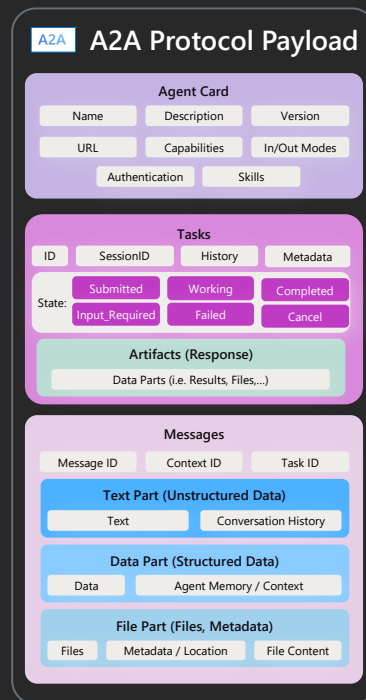 A2A A2A Protocol Payload
Agent Card
Name Description Version
URL Capabilities In/Out Modes
Authentication Skills
Tasks
ID SessionID History Metadata
State: Submitted Working Completed
Input_Required Failed Cancel
Artifacts (Response)
Data Parts (i.e. Results, Files,...)
Messages
Message ID Context ID Task ID
Text Part (Unstructured Data)
Text Conversation History
Data Part (Structured Data)
Data Agent Memory / Context
File Part (Files, Metadata)
Files Metadata / Location File Content